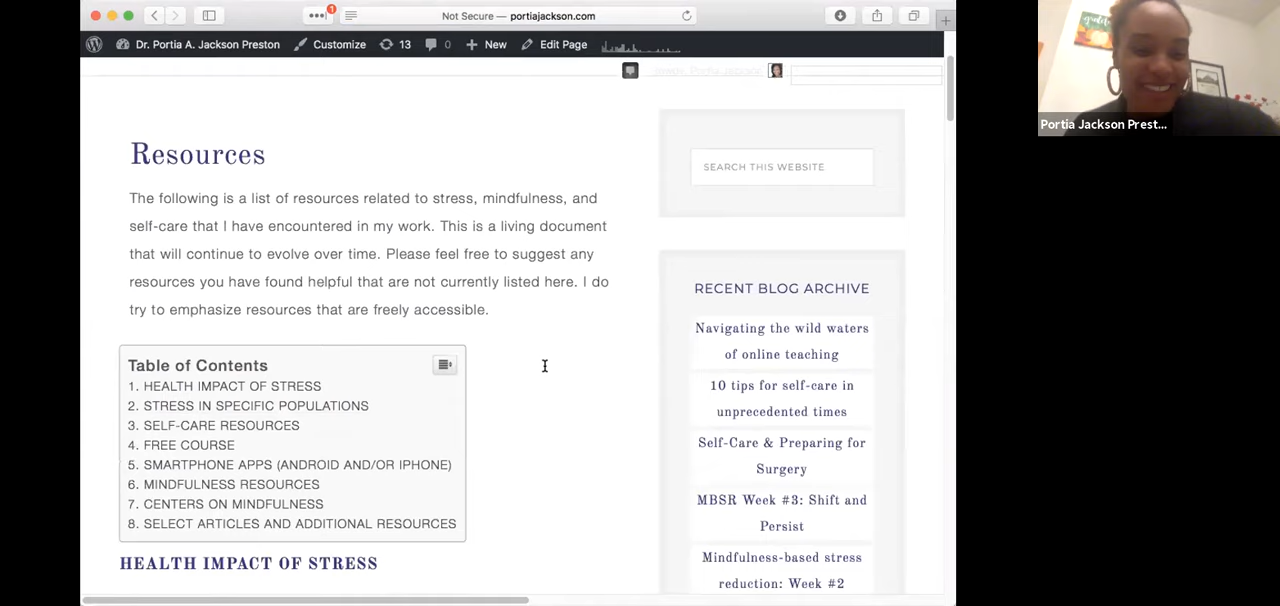 1
Not Secure — portiajackson.com
Dr. Portia A. Jackson Preston
Customize
13
0
New
Edit Page
Resources
The following is a list of resources related to stress, mindfulness, and
self-care that I have encountered in my work. This is a living document
that will continue to evolve over time. Please feel free to suggest any
resources you have found helpful that are not currently listed here. I do
try to emphasize resources that are freely accessible.
Table of Contents
1. HEALTH IMPACT OF STRESS
2. STRESS IN SPECIFIC POPULATIONS
3. SELF-CARE RESOURCES
4. FREE COURSE
5. SMARTPHONE APPS (ANDROID AND/OR IPHONE)
6. MINDFULNESS RESOURCES
7. CENTERS ON MINDFULNESS
8. SELECT ARTICLES AND ADDITIONAL RESOURCES
HEALTH IMPACT OF STRESS
SEARCH THIS WEBSITE
RECENT BLOG ARCHIVE
Navigating the wild waters
of online teaching
10 tips for self-care in
unprecedented times
Self-Care & Preparing for
Surgery
MBSR Week #3: Shift and
Persist
Mindfulness-based stress
reduction: Week #2
Portia Jackson Prest...